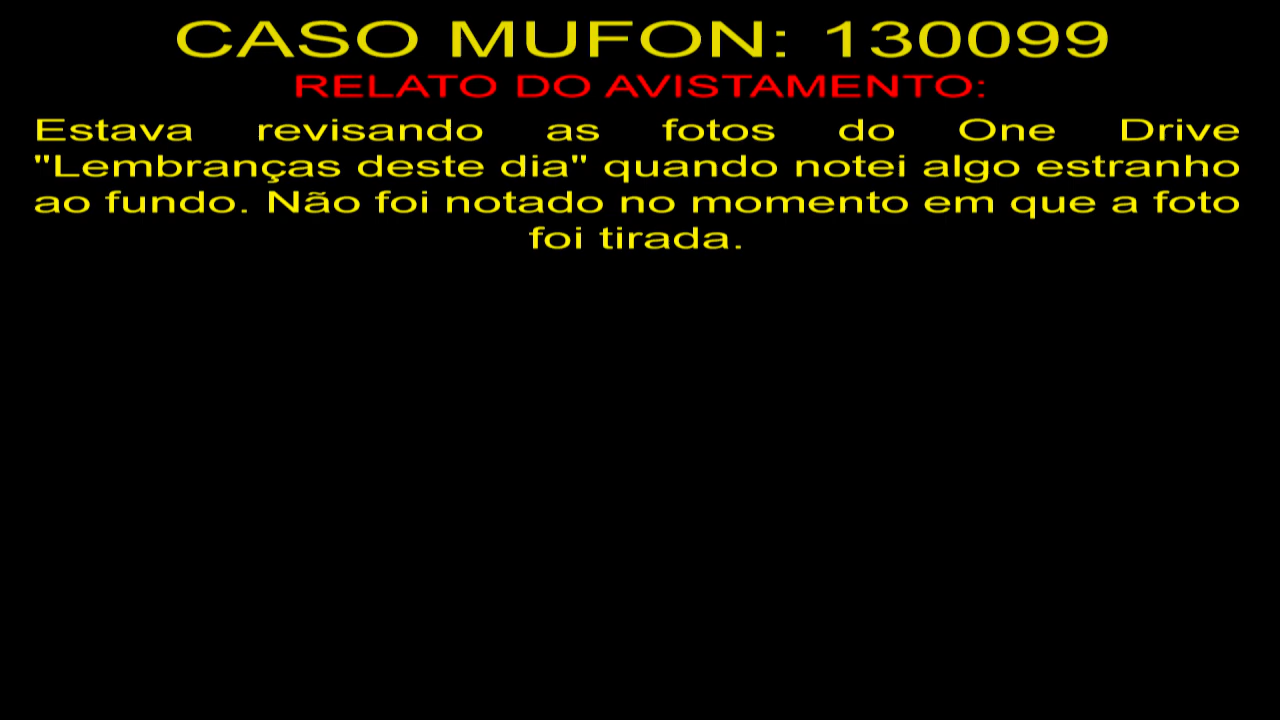 CASO MUFON: 130099
RELATO DO AVISTAMENTO:
Estava revisando as fotos do One Drive
"Lembranças deste dia" quando notei algo estranho
ao fundo. Não foi notado no momento em que a foto
foi tirada.